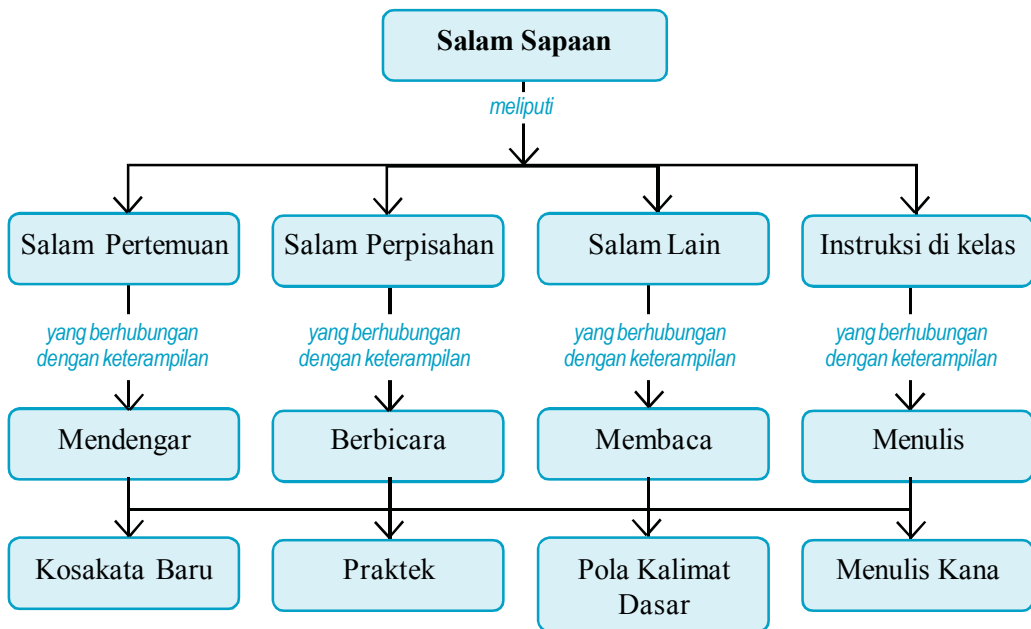 Salam Sapaan
meliputi
Salam Pertemuan
Salam Perpisahan
Salam Lain
Instruksi di kelas
yang berhubungan
dengan keterampilan
yang berhubungan
dengan keterampilan
yang berhubungan
dengan keterampilan
yang berhubungan
dengan keterampilan
Mendengar
Berbicara
Membaca
Menulis
Kosakata Baru
Praktek
Pola Kalimat
Dasar
Menulis Kana